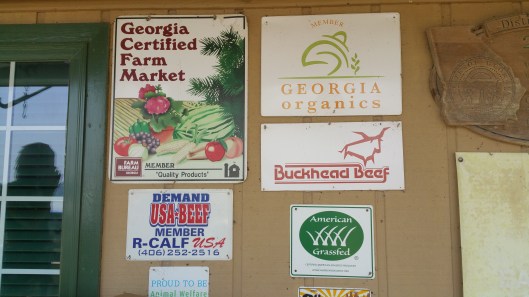 Georgia
Certified
Farm
Market
FARM
BUREAU
MEMBER
"Quality Products"
MEMBER
GEORGIA
organics
Buckhead Beef
DEMAND
USA-BEEF
MEMBER
R-CALF USA
(406) 252-2516
American
Grassfed
PROUD TO BE
Animal Welfare